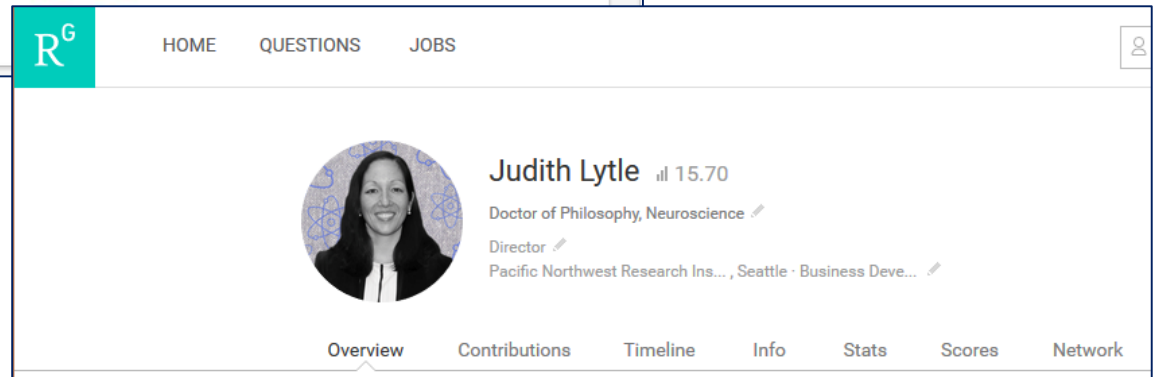 RG
HOME QUESTIONS JOBS
Judith Lytle 15.70
Doctor of Philosophy, Neuroscience
Director
Pacific Northwest Research Ins... , Seattle · Business Deve...
Overview Contributions Timeline Info Stats Scores Network